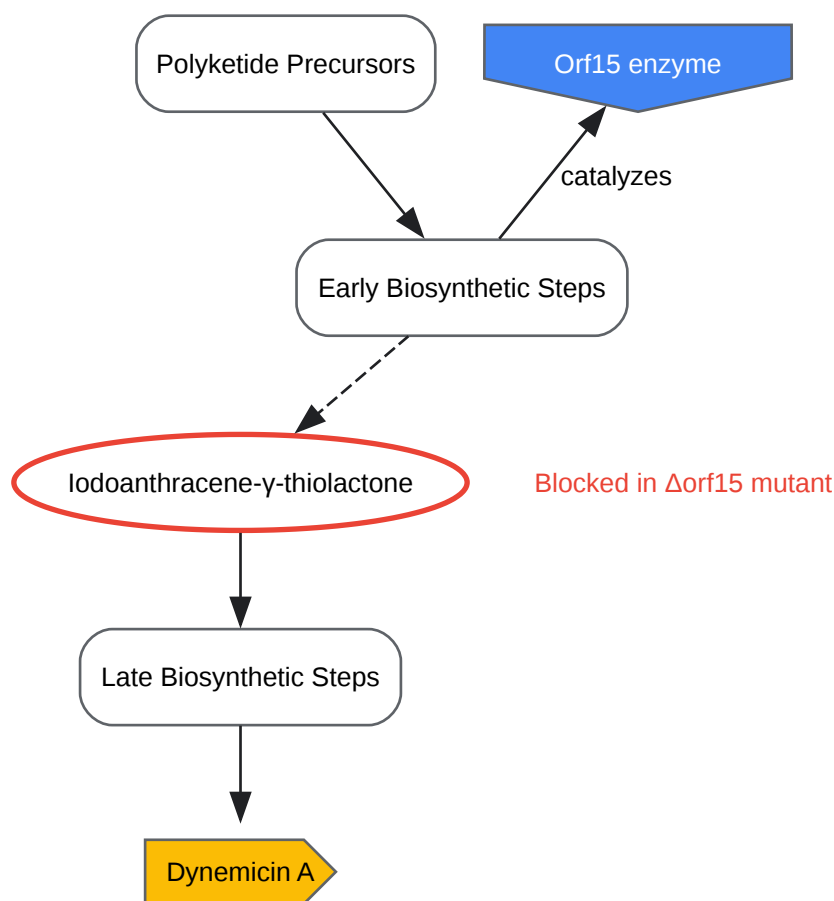 Polyketide Precursors
Orf15 enzyme
catalyzes
Early Biosynthetic Steps
Iodoanthracene-γ-thiolactone
Blocked in Δorf15 mutant
Late Biosynthetic Steps
Dynemicin A